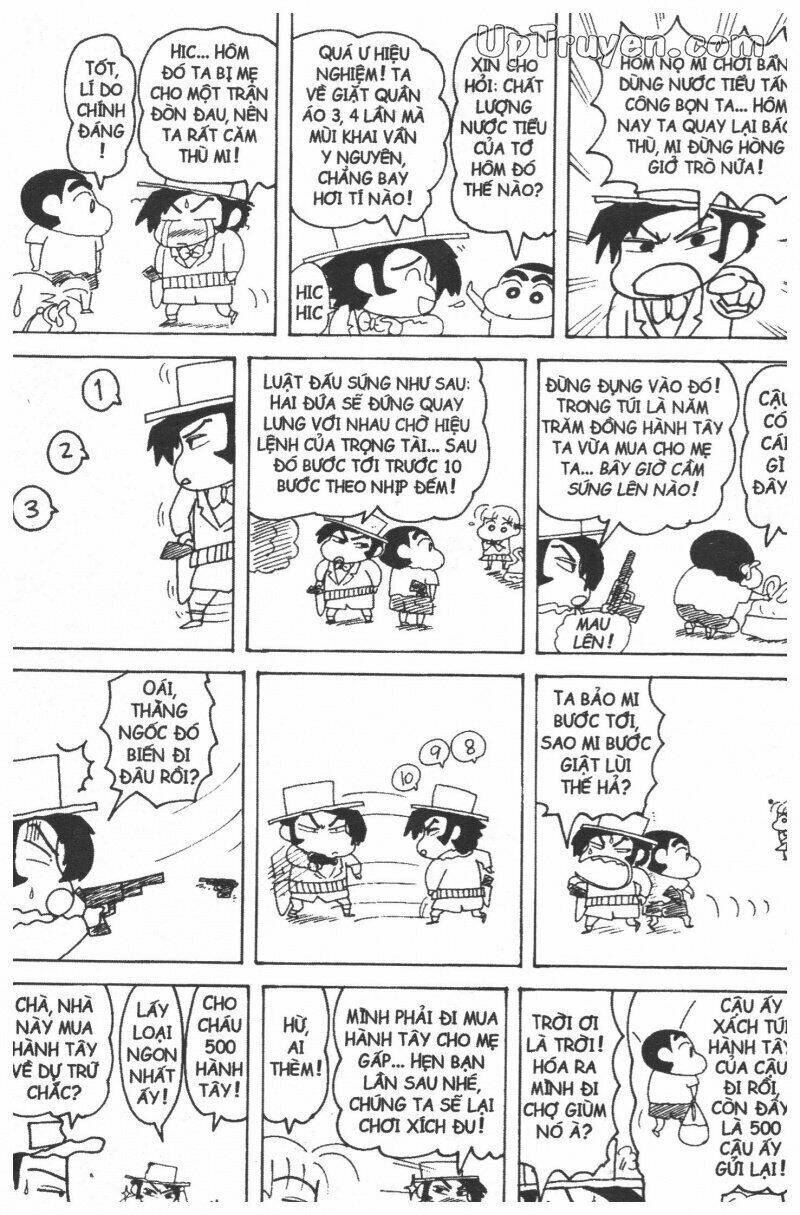 UpTruyen.com
HÔM NỌ MI CHƠI BẨN
DÙNG NƯỚC TIỂU TẤN
CÔNG BỌN TA... HÔM
NAY TA QUAY LẠI BÁO
THÙ, MI ĐỪNG HÒNG
GIỞ TRÒ NỮA!
XIN CHO
HỎI: CHẤT
LƯỢNG
NƯỚC TIỂU
CỦA TỚ
HÔM ĐÓ
THẾ NÀO?
QUÁ Ư HIỆU
NGHIỆM! TA
VỀ GIẶT QUẦN
ÁO 3, 4 LẦN MÀ
MÙI KHAI VẪN
Y NGUYÊN,
CHẲNG BAY
HƠI TÍ NÀO!
HIC
HIC
HIC... HÔM
ĐÓ TA BỊ MẸ
CHO MỘT TRẬN
ĐÒN ĐAU, NÊN
TA RẤT CĂM
THÙ MI!
TỐT,
LÍ DO
CHÍNH
ĐÁNG
!
CẬU
CÓ
CÁI
GÌ
ĐÂY
ĐỪNG ĐỤNG VÀO ĐÓ!
TRONG TÚI LÀ NĂM
TRĂM ĐỒNG HÀNH TÂY
TA VỪA MUA CHO MẸ
TA... BÂY GIỜ CẦM
SÚNG LÊN NÀO!
MAU
LÊN!
LUẬT ĐẤU SÚNG NHƯ SAU:
HAI ĐỨA SẼ ĐỨNG QUAY
LƯNG VỚI NHAU CHỜ HIỆU
LỆNH CỦA TRỌNG TÀI... SAU
ĐÓ BƯỚC TỚI TRƯỚC 10
BƯỚC THEO NHỊP ĐẾM!
1
2
3
TA BẢO MI
BƯỚC TỚI,
SAO MI BƯỚC
GIẬT LÙI
THẾ HẢ?
8
9
10
OÁI,
THẰNG
NGỐC ĐÓ
BIẾN ĐI
ĐÂU RỒI?
CẬU ẤY
XÁCH TÚI
HÀNH TÂY
CỦA CẬU
ĐI RỒI,
CÒN ĐÂY
LÀ 500
CẬU ẤY
GỬI LẠI!
TRỜI ƠI
LÀ TRỜI!
HÓA RA
MÌNH ĐI
CHỢ GIÙM
NÓ À?
MÌNH PHẢI ĐI MUA
HÀNH TÂY CHO MẸ
GẤP... HẸN BẠN
LẦN SAU NHÉ,
CHÚNG TA SẼ LẠI
CHƠI XÍCH ĐU!
HỪ,
AI
THÈM!
CHO
CHÁU
500
HÀNH
TÂY!
LẤY
LOẠI
NGON
NHẤT
ẤY!
CHÀ, NHÀ
NÀY MUA
HÀNH TÂY
VỀ DỰ TRỮ
CHẮC?